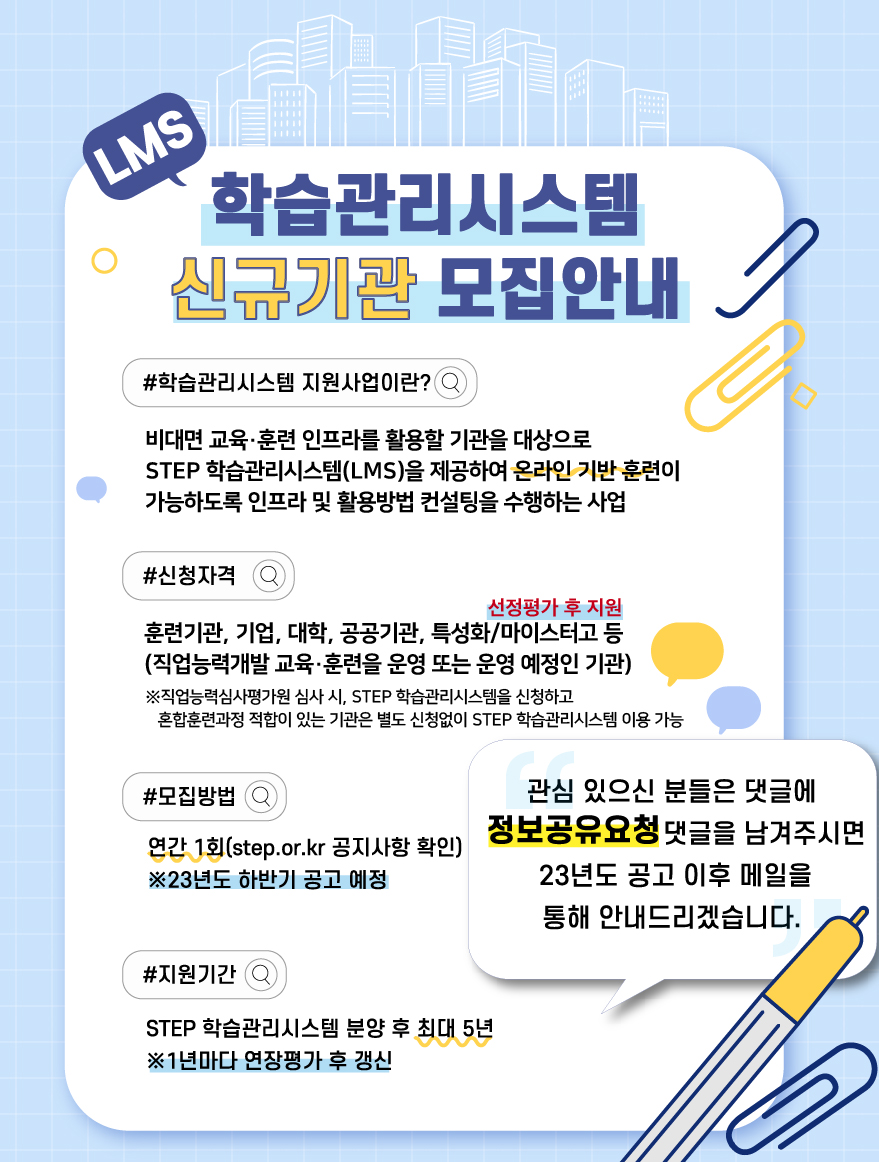 LMS
학습관리시스템
신규기관 모집안내
#학습관리시스템 지원사업이란?
비대면 교육·훈련 인프라를 활용할 기관을 대상으로
STEP 학습관리시스템(LMS)을 제공하여 온라인 기반 훈련이
가능하도록 인프라 및 활용방법 컨설팅을 수행하는 사업
#신청자격
선정평가 후 지원
훈련기관, 기업, 대학, 공공기관, 특성화/마이스터고 등
(직업능력개발 교육·훈련을 운영 또는 운영 예정인 기관)
※직업능력심사평가원 심사 시, STEP 학습관리시스템을 신청하고
혼합훈련과정 적합이 있는 기관은 별도 신청없이 STEP 학습관리시스템 이용 가능
#모집방법
연간 1회(step.or.kr 공지사항 확인)
※23년도 하반기 공고 예정
관심 있으신 분들은 댓글에
정보공유요청 댓글을 남겨주시면
23년도 공고 이후 메일을
통해 안내드리겠습니다.
#지원기간
STEP 학습관리시스템 분양 후 최대 5년
※1년마다 연장평가 후 갱신